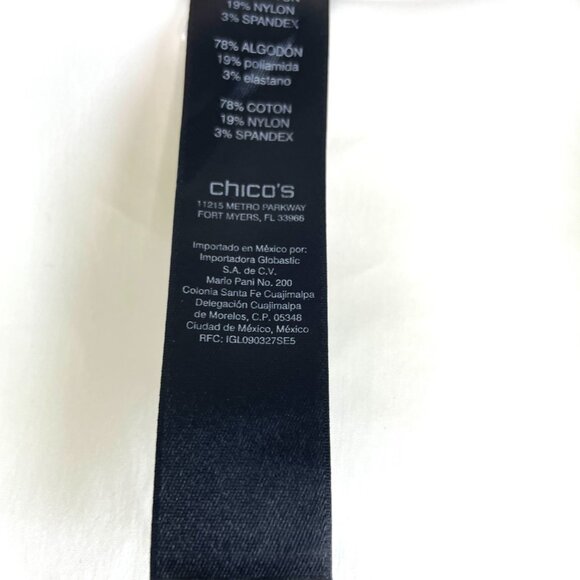 19% NYLON
3% SPANDEX
78% ALGODÓN
19% poliamida
3% elastano
78% COTON
19% NYLON
3% SPANDEX
chico's
11215 METRO PARKWAY
FORT MYERS, FL 33966
Importado en México por:
Importadora Globastic
S.A. de C.V.
Mario Pani No. 200
Colonia Santa Fe Cuajimalpa
Delegación Cuajimalpa
de Morelos, C.P. 05348
Ciudad de México, México
RFC: IGL090327SE5